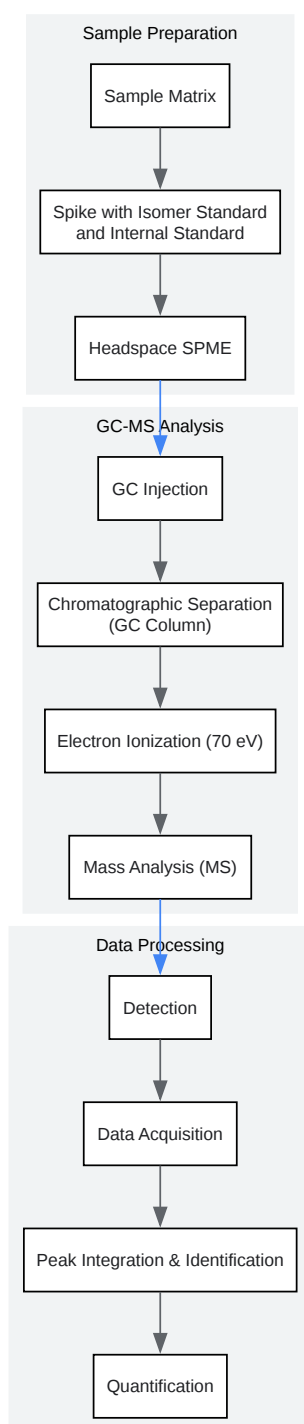 Sample Preparation
Sample Matrix
Spike with Isomer Standard
and Internal Standard
Headspace SPME
GC-MS Analysis
GC Injection
Chromatographic Separation
(GC Column)
Electron Ionization (70 eV)
Mass Analysis (MS)
Data Processing
Detection
Data Acquisition
Peak Integration & Identification
Quantification